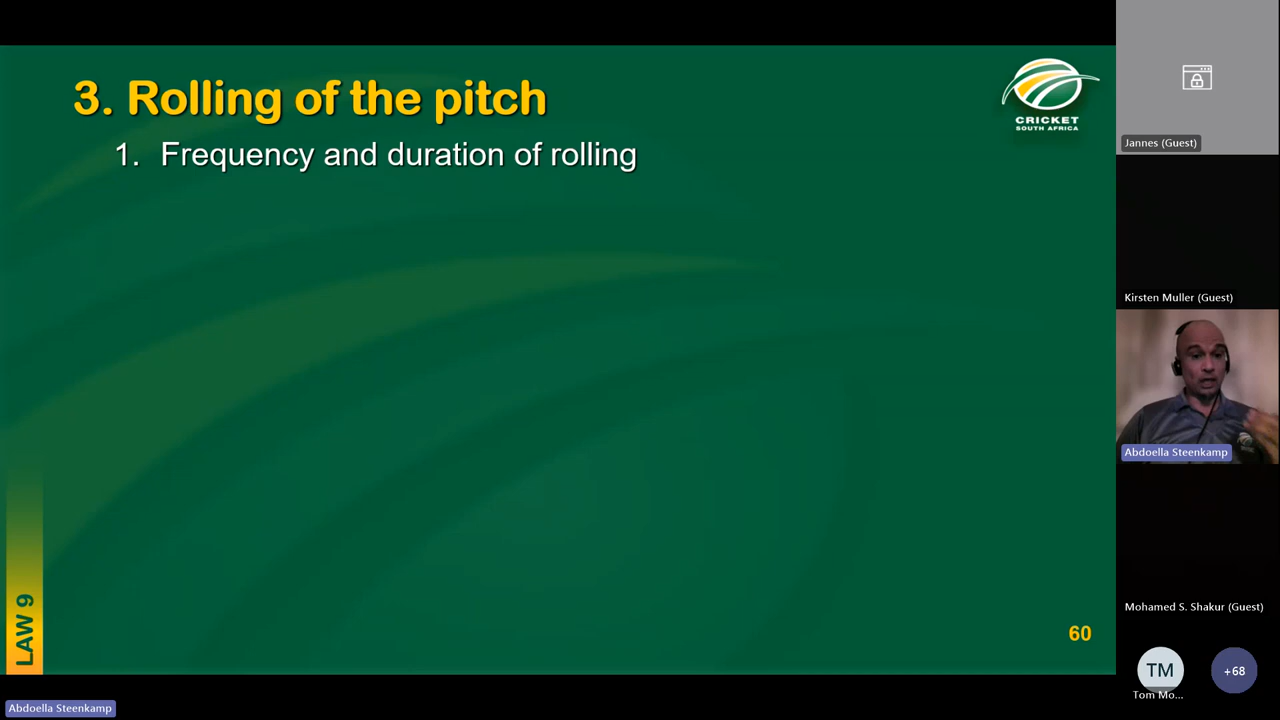 3. Rolling of the pitch
1. Frequency and duration of rolling
CRICKET
SOUTH AFRICA
LAW 9
60
Abdoella Steenkamp
Jannes (Guest)
Kirsten Muller (Guest)
Abdoella Steenkamp
Mohamed S. Shakur (Guest)
TM
Tom Mo...
+68